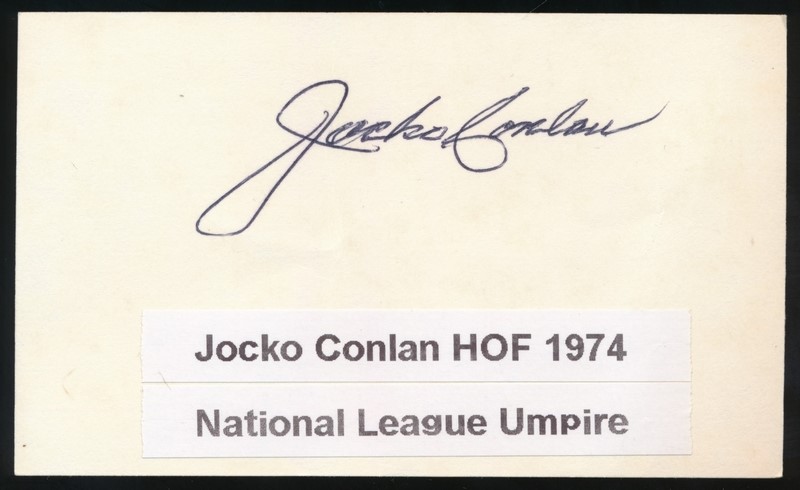 Jocko Conlan
Jocko Conlan HOF 1974
National League Umpire